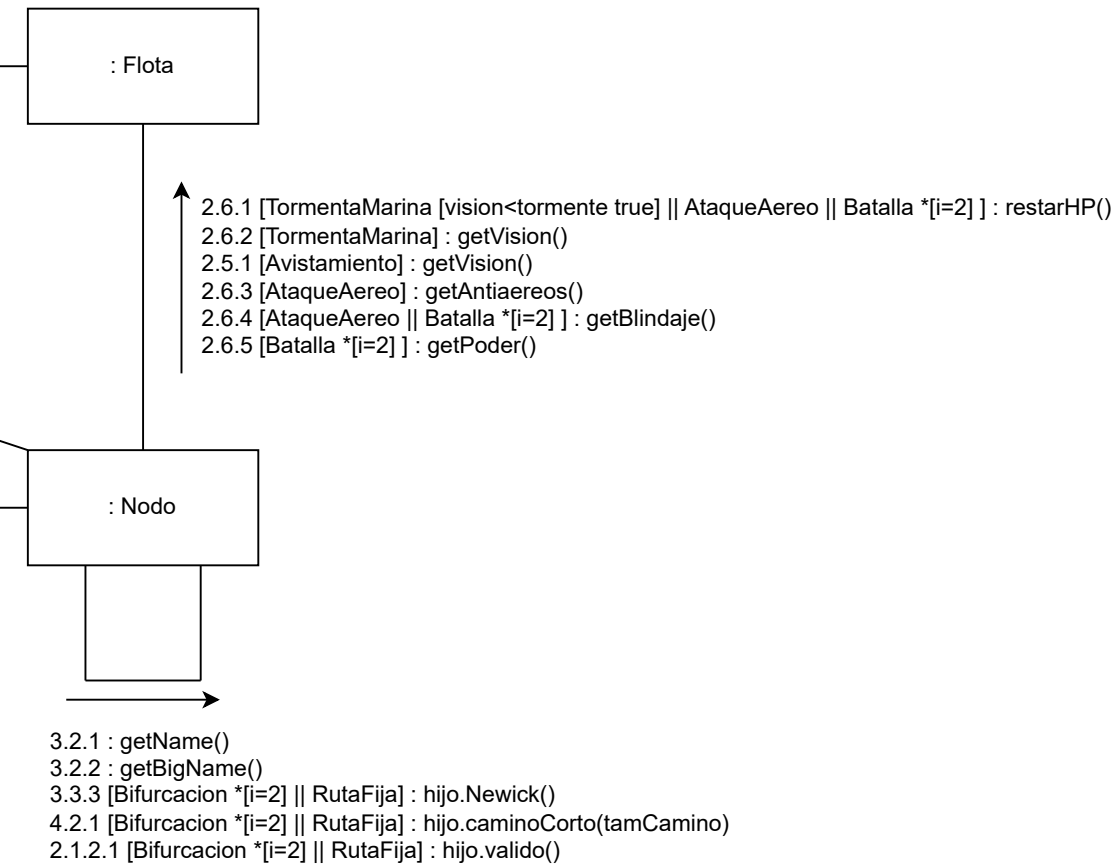 : Flota
2.6.1 [TormentaMarina [vision<tormente true] || AtaqueAereo || Batalla *[i=2] ] : restarHP()
2.6.2 [TormentaMarina] : getVision()
2.5.1 [Avistamiento] : getVision()
2.6.3 [AtaqueAereo] : getAntiaereos()
2.6.4 [AtaqueAereo || Batalla *[i=2] ] : getBlindaje()
2.6.5 [Batalla *[i=2] ] : getPoder()
: Nodo
3.2.1 : getName()
3.2.2 : getBigName()
3.3.3 [Bifurcacion *[i=2] || RutaFija] : hijo.Newick()
4.2.1 [Bifurcacion *[i=2] || RutaFija] : hijo.caminoCorto(tamCamino)
2.1.2.1 [Bifurcacion *[i=2] || RutaFija] : hijo.valido()